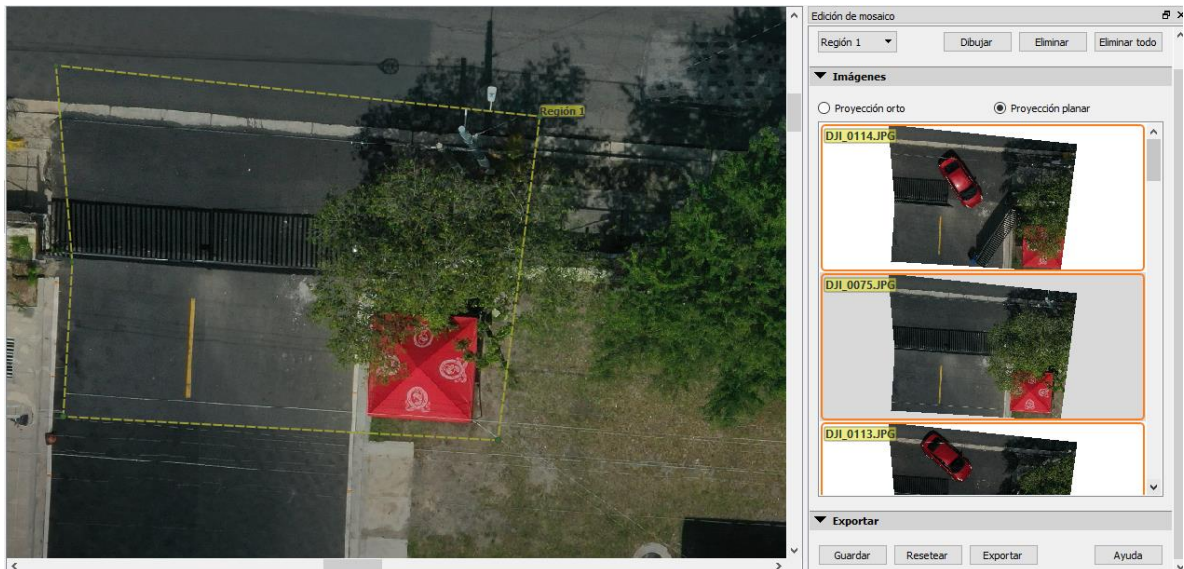 Región 1
Edición de mosaico
Región 1
Dibujar
Eliminar
Eliminar todo
Imágenes
Proyección orto
Proyección planar
DJI_0114.JPG
DJI_0075.JPG
DJI_0113.JPG
Exportar
Guardar
Resetear
Exportar
Ayuda